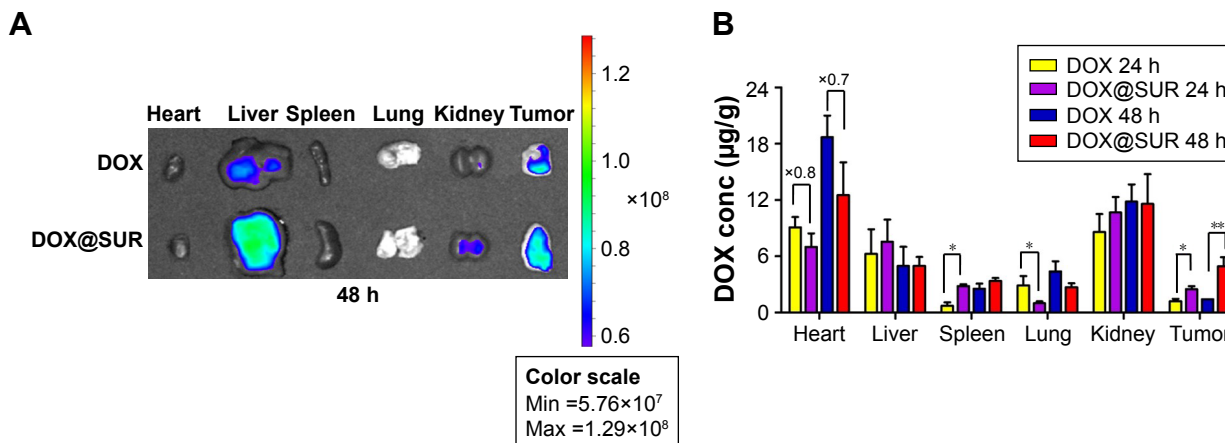 A
Heart Liver Spleen Lung Kidney Tumor
DOX
DOX@SUR
48 h
1.2
1.0
×10⁸
0.8
0.6
Color scale
Min =5.76×10⁷
Max =1.29×10⁸
B
DOX conc (µg/g)
24
18
12
6
0
×0.8
×0.7
*
*
*
**
Heart Liver Spleen Lung Kidney Tumor
DOX 24 h
DOX@SUR 24 h
DOX 48 h
DOX@SUR 48 h